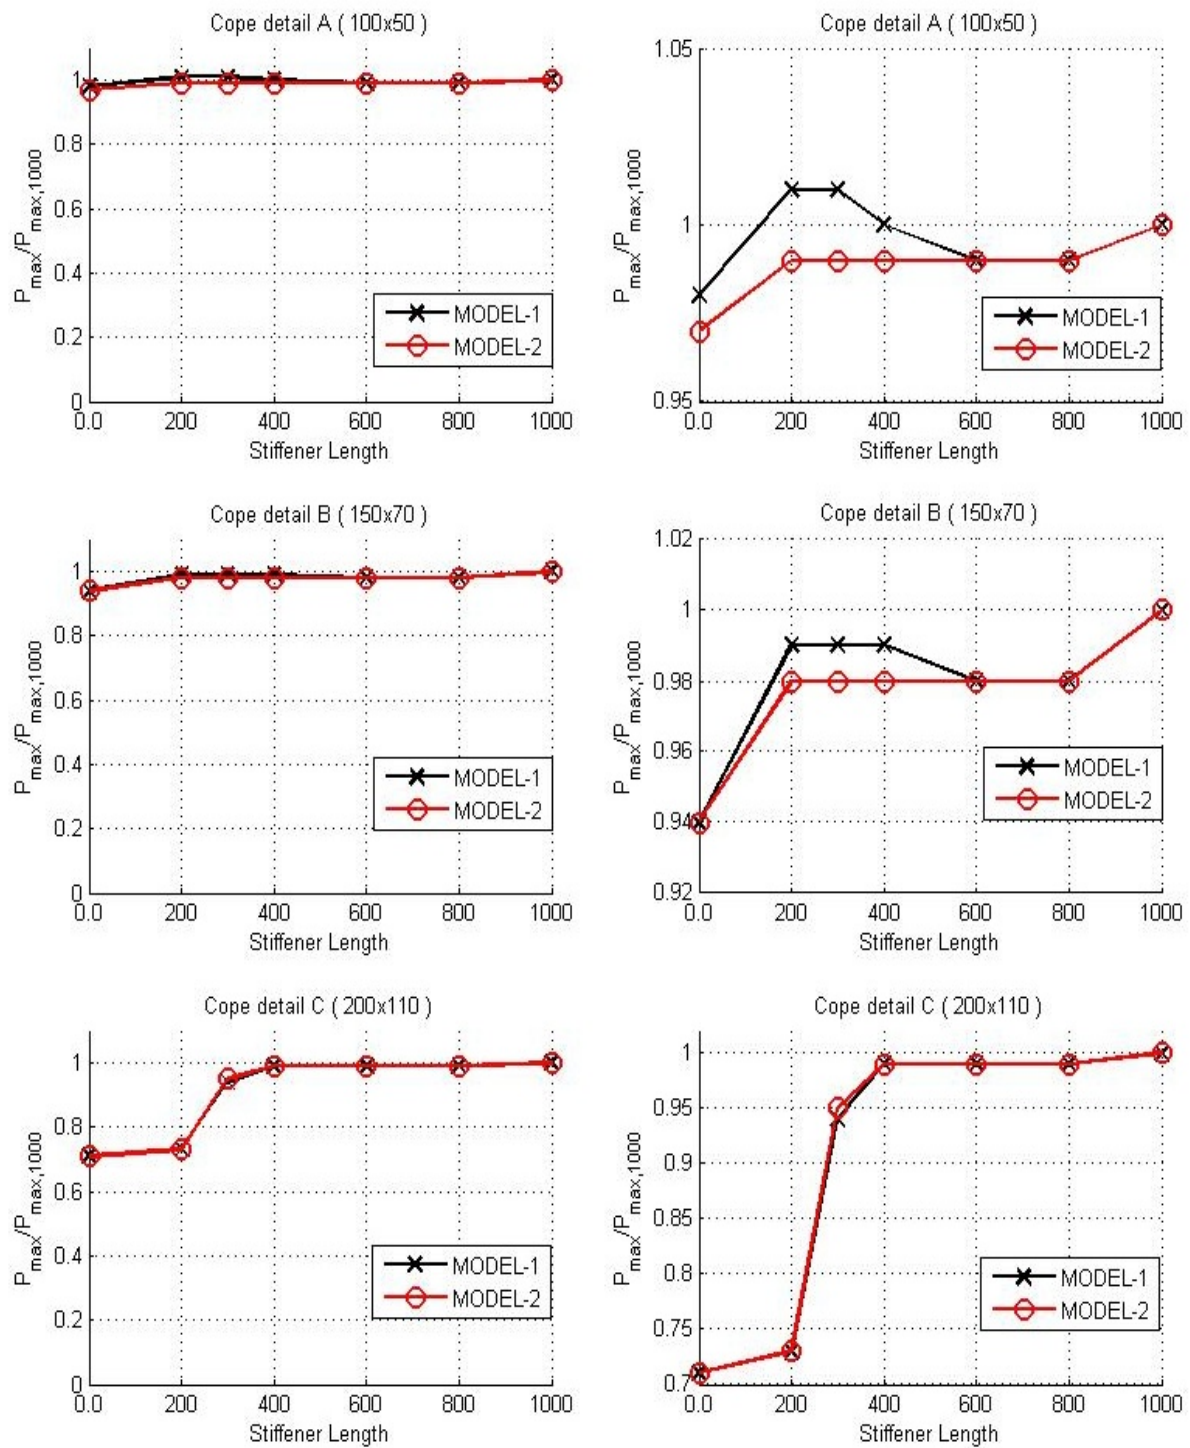 Cope detail A ( 100x50 )
1
0.8
0.6
0.4
0.2
0
P_max/P_max,1000
0.0 200 400 600 800 1000
Stiffener Length
MODEL-1
MODEL-2
Cope detail A ( 100x50 )
1.05
1
0.95
P_max/P_max,1000
0.0 200 400 600 800 1000
Stiffener Length
MODEL-1
MODEL-2
Cope detail B ( 150x70 )
1
0.8
0.6
0.4
0.2
0
P_max/P_max,1000
0.0 200 400 600 800 1000
Stiffener Length
MODEL-1
MODEL-2
Cope detail B ( 150x70 )
1.02
1
0.98
0.96
0.94
0.92
P_max/P_max,1000
0.0 200 400 600 800 1000
Stiffener Length
MODEL-1
MODEL-2
Cope detail C ( 200x110 )
1
0.8
0.6
0.4
0.2
0
P_max/P_max,1000
0.0 200 400 600 800 1000
Stiffener Length
MODEL-1
MODEL-2
Cope detail C ( 200x110 )
1
0.95
0.9
0.85
0.8
0.75
0.7
P_max/P_max,1000
0.0 200 400 600 800 1000
Stiffener Length
MODEL-1
MODEL-2